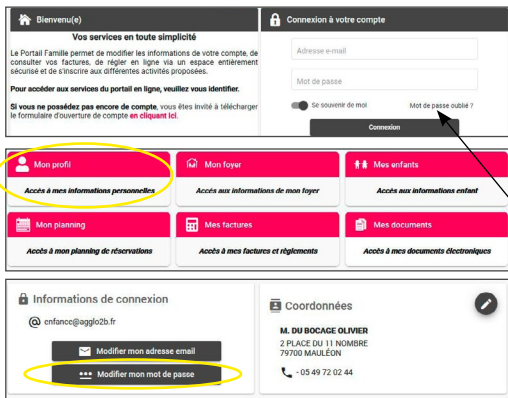 Bienvenu(e)
Vos services en toute simplicité
Le Portail Famille permet de modifier les informations de votre compte, de
consulter vos factures, de régler en ligne via un espace entièrement
sécurisé et de s'inscrire aux différentes activités proposées.
Pour accéder aux services du portail en ligne, veuillez vous identifier.
Si vous ne possédez pas encore de compte, vous êtes invité à télécharger
le formulaire d'ouverture de compte en cliquant ici.
Connexion à votre compte
Adresse e-mail
Mot de passe
Se souvenir de moi
Mot de passe oublié ?
Connexion
Mon profil
Accès à mes informations personnelles
Mon foyer
Accès aux informations de mon foyer
Mes enfants
Accès aux informations enfant
Mon planning
Accès à mon planning de réservations
Mes factures
Accès à mes factures et règlements
Mes documents
Accès à mes documents électroniques
Informations de connexion
enfance@agglo2b.fr
Modifier mon adresse email
Modifier mon mot de passe
Coordonnées
M. DU BOCAGE OLIVIER
2 PLACE DU 11 NOMBRE
79700 MAULÉON
- 05 49 72 02 44